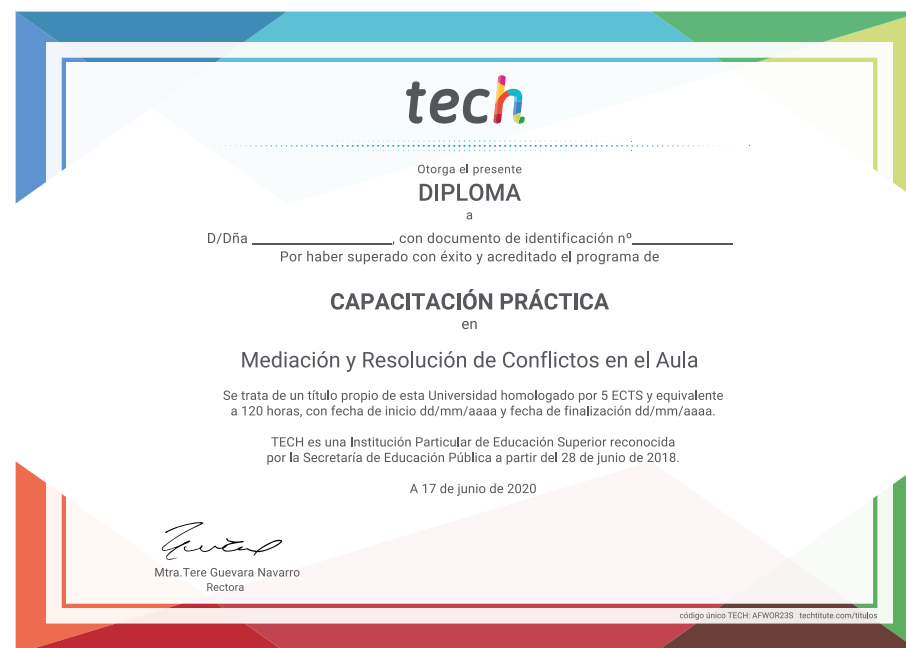 tech
Otorga el presente
DIPLOMA
a
D/Dña ____________________, con documento de identificación nº______________
Por haber superado con éxito y acreditado el programa de
CAPACITACIÓN PRÁCTICA
en
Mediación y Resolución de Conflictos en el Aula
Se trata de un título propio de esta Universidad homologado por 5 ECTS y equivalente
a 120 horas, con fecha de inicio dd/mm/aaaa y fecha de finalización dd/mm/aaaa.
TECH es una Institución Particular de Educación Superior reconocida
por la Secretaría de Educación Pública a partir del 28 de junio de 2018.
A 17 de junio de 2020
Mtra.Tere Guevara Navarro
Rectora
código único TECH: AFWOR23S techtitute.com/titulos